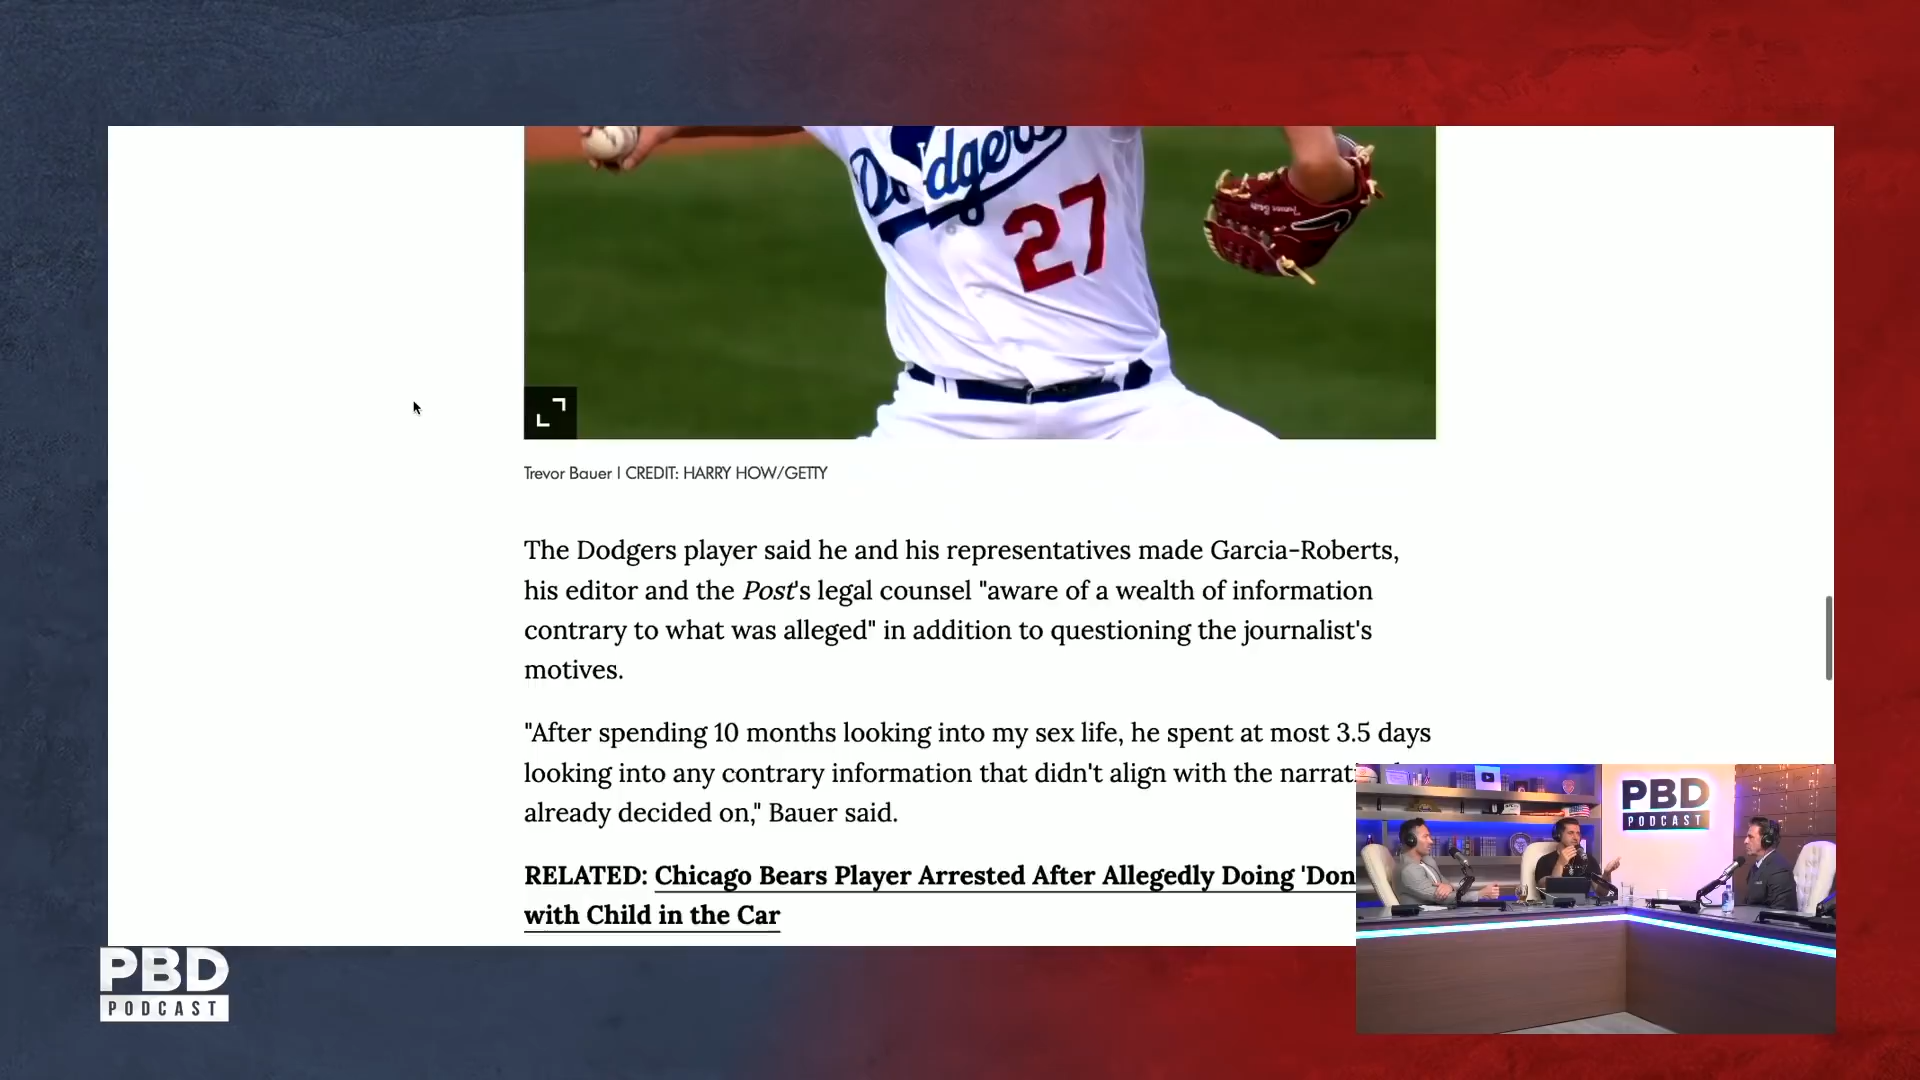 Dodgers
27
Trevor Bauer | CREDIT: HARRY HOW/GETTY
The Dodgers player said he and his representatives made Garcia-Roberts,
his editor and the Post's legal counsel "aware of a wealth of information
contrary to what was alleged" in addition to questioning the journalist's
motives.
"After spending 10 months looking into my sex life, he spent at most 3.5 days
looking into any contrary information that didn't align with the narrati
already decided on," Bauer said.
RELATED: Chicago Bears Player Arrested After Allegedly Doing 'Don
with Child in the Car
PBD
PODCAST
PBD
PODCAST